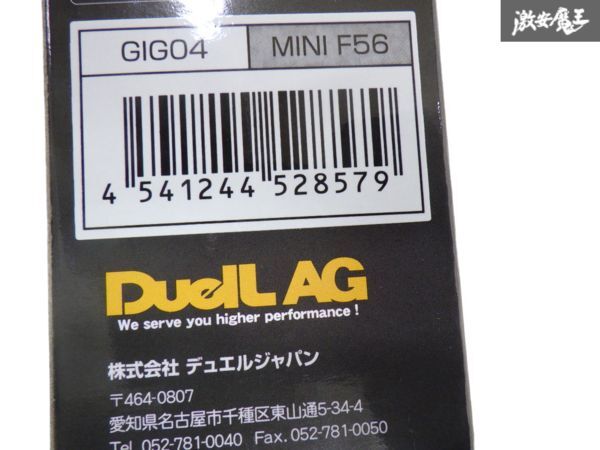 激安魔王
GIG04 MINI F56
4 541244 528579
DuelL AG
We serve you higher performance !
株式会社 デュエルジャパン
〒464-0807
愛知県名古屋市千種区東山通5-34-4
Tel. 052-781-0040 Fax. 052-781-0050